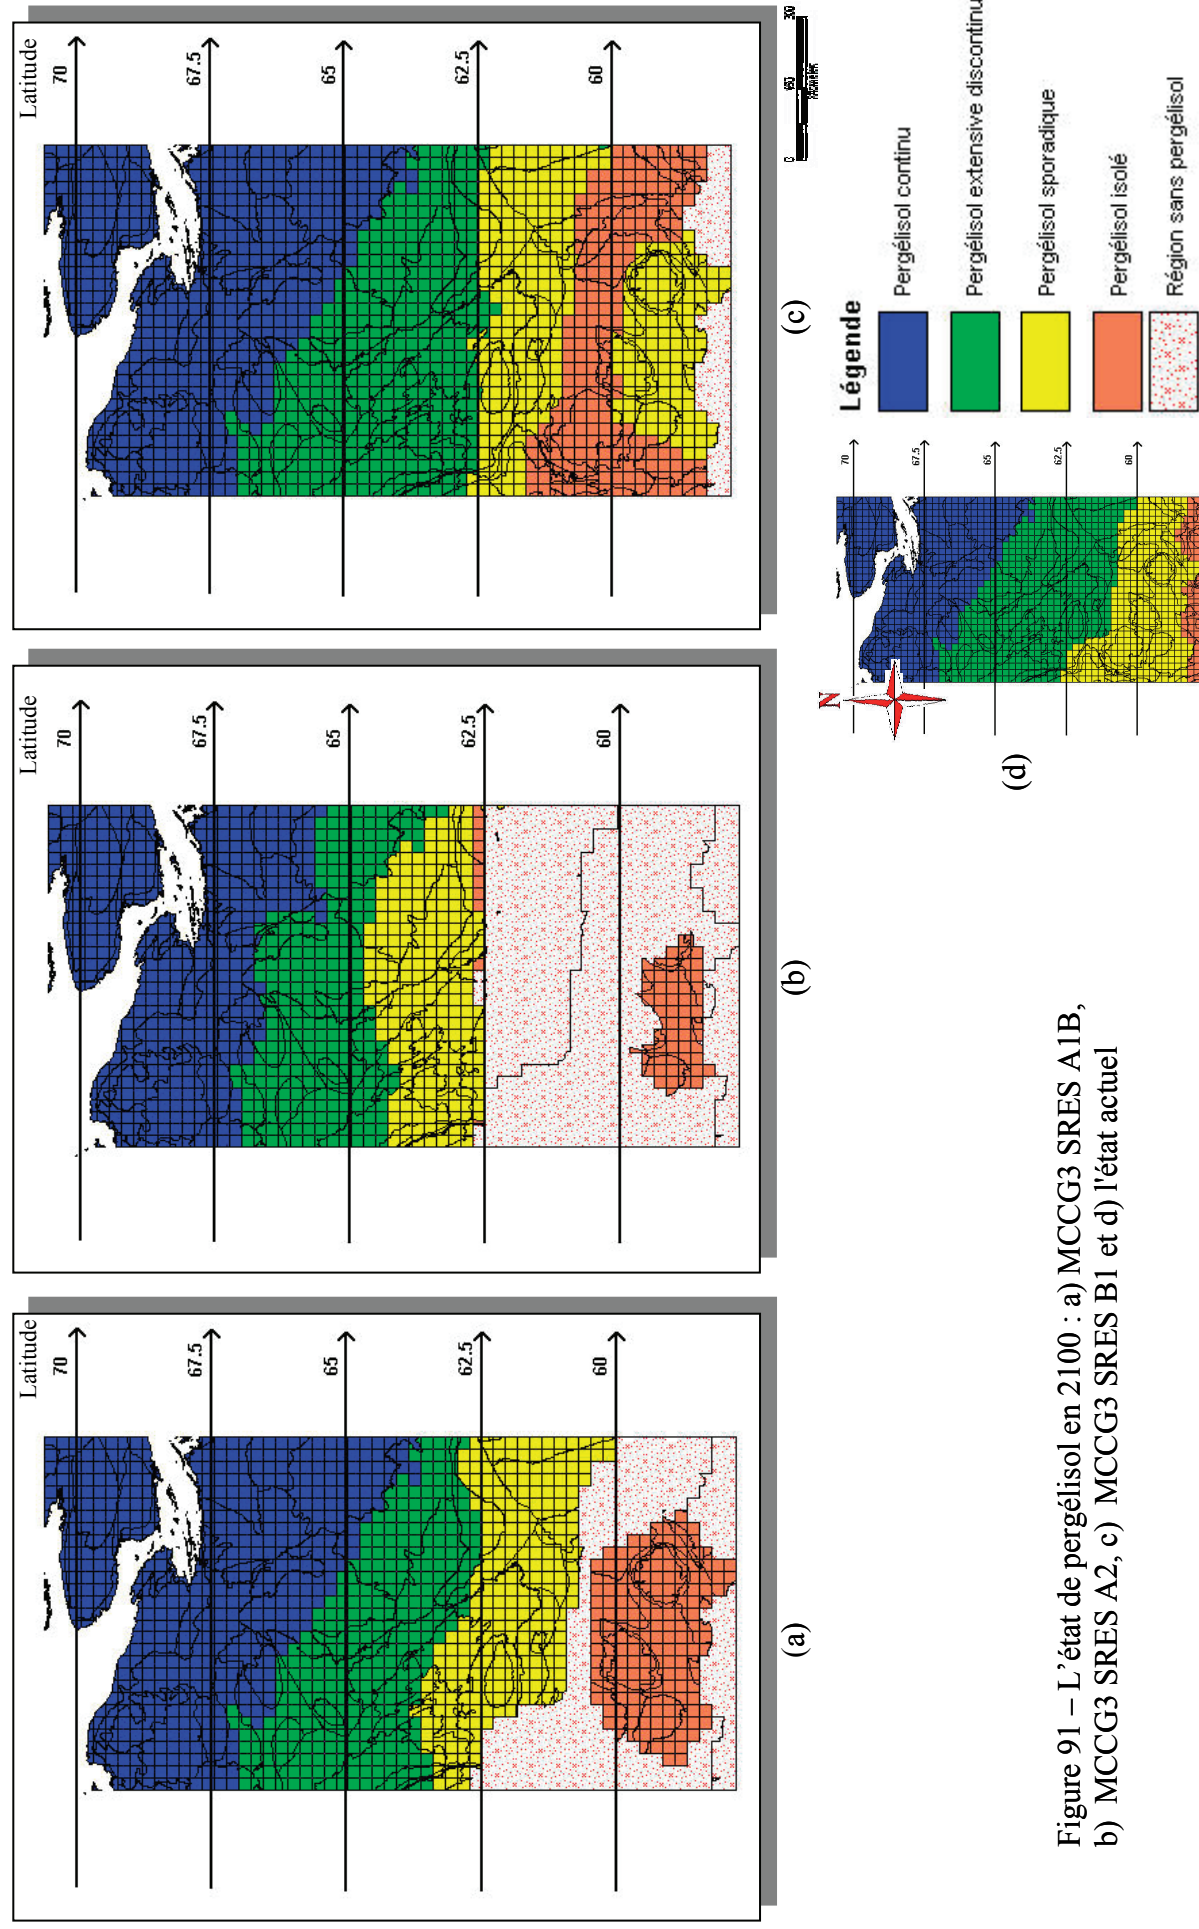 Latitude
70
67.5
65
62.5
60
(a)
Latitude
70
67.5
65
62.5
60
(b)
Latitude
70
67.5
65
62.5
60
(c)
0
300
N
70
67.5
65
62.5
60
(d)
Légende
Pergélisol continu
Pergélisol extensive discontinu
Pergélisol sporadique
Pergélisol isolé
Région sans pergélisol
Figure 91 – L'état de pergélisol en 2100 : a) MCCG3 SRES A1B,
b) MCCG3 SRES A2, c) MCCG3 SRES B1 et d) l'état actuel